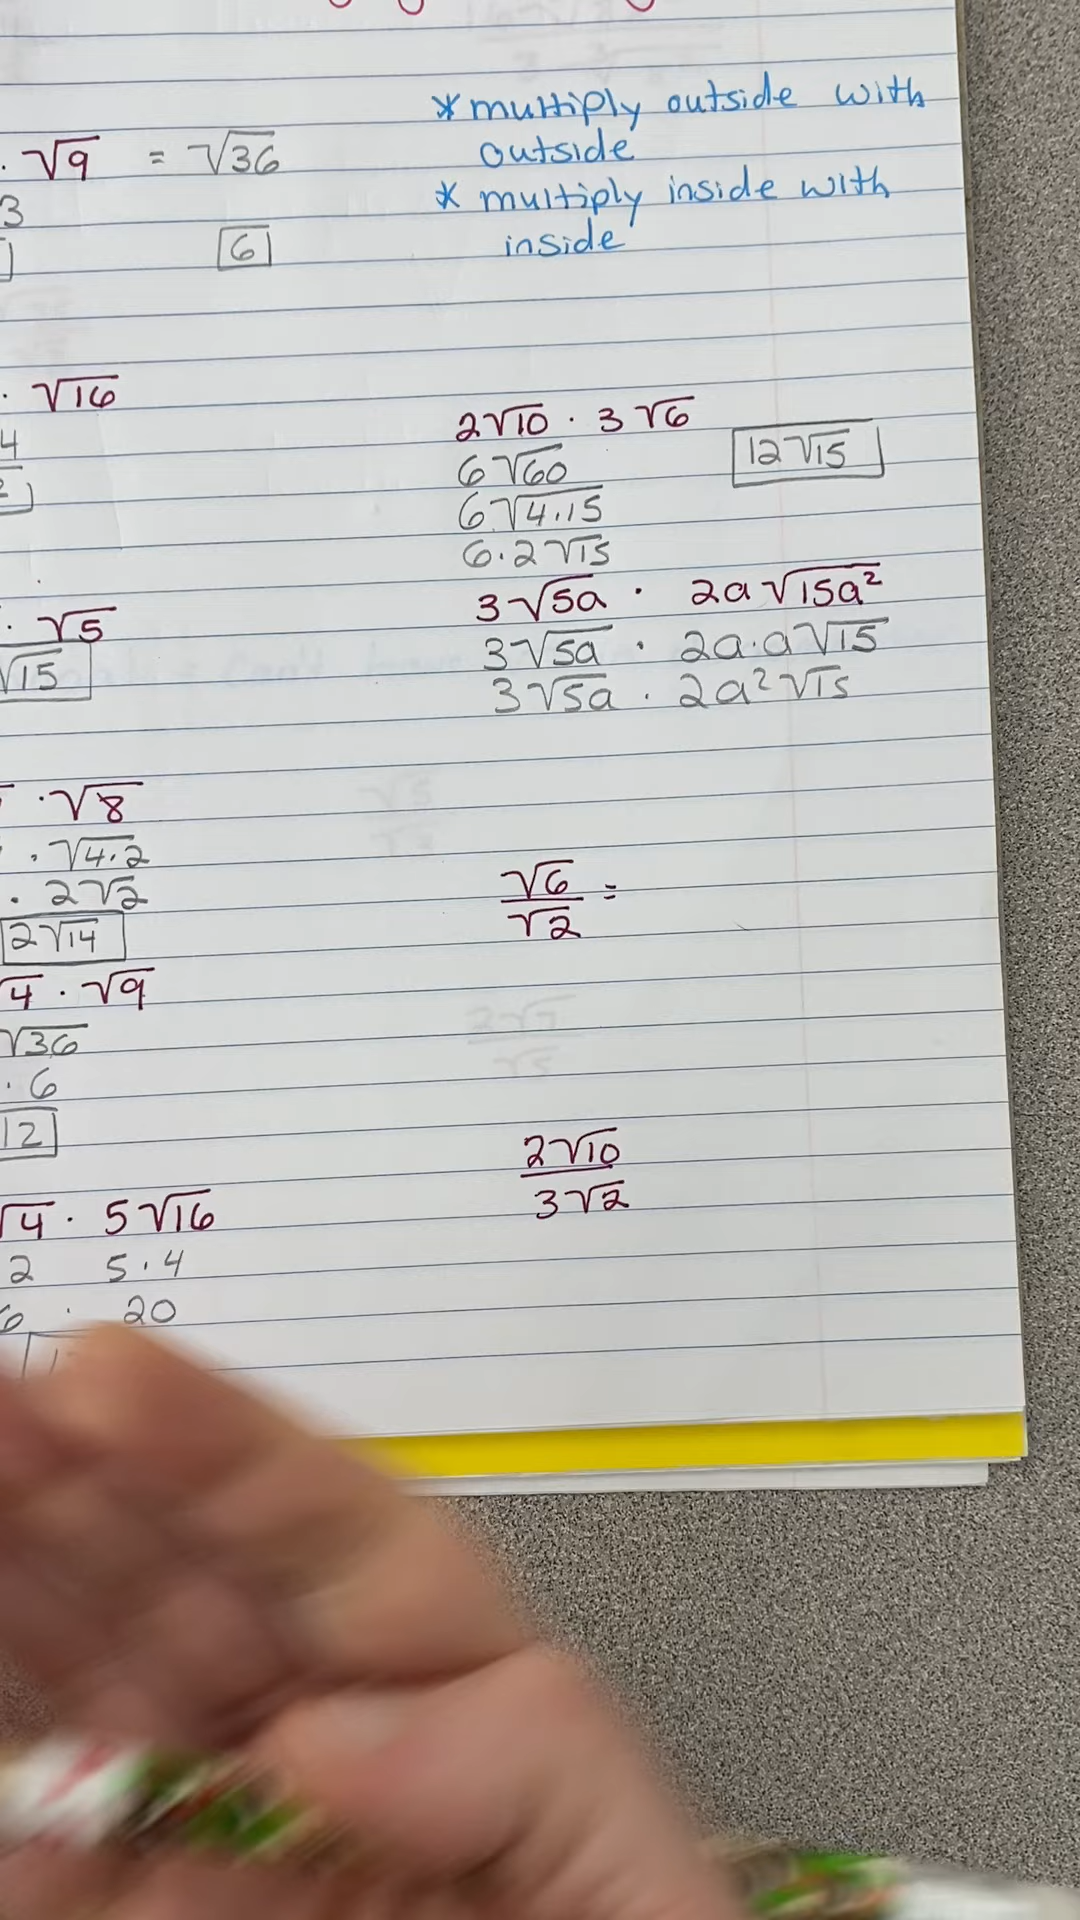 * multiply outside with
outside
* multiply inside with
inside
· √9 = √36
3
6
· √16
4
2
2√10 · 3√6
6√60
12√15
6√4·15
6·2√15
3√5a · 2a√15a²
3√5a · 2a·a√15
3√5a · 2a²√15
· √5
√15
· √8
· √4·2
· 2√2
2√14
√6/√2 =
√4 · √9
√36
· 6
12
2√10/3√2
√4 · 5√16
2 5·4
6 · 20